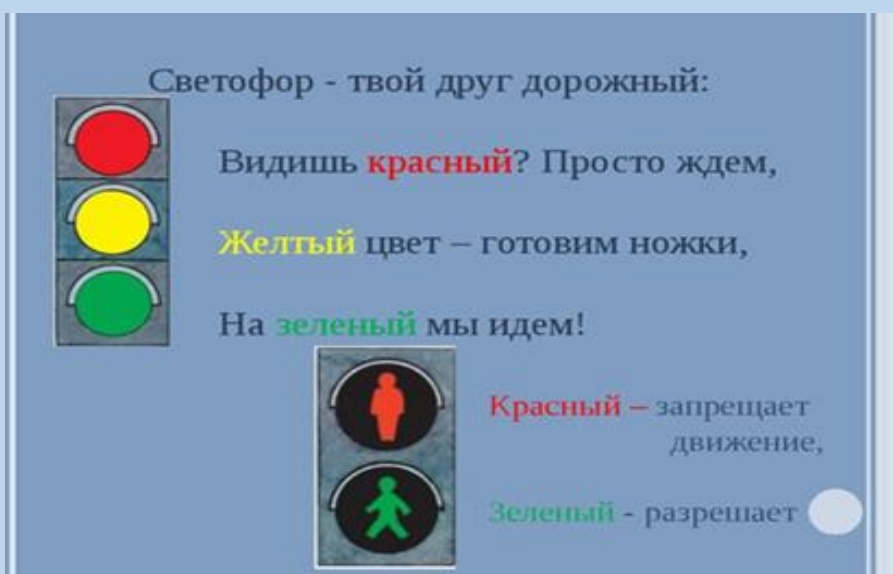 Светофор - твой друг дорожный:
Видишь красный? Просто ждем,
Желтый цвет – готовим ножки,
На зеленый мы идем!
Красный – запрещает
движение,
Зеленый - разрешает